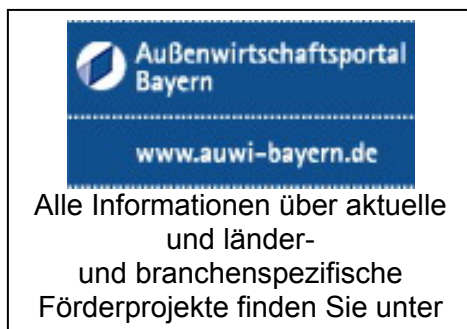 Außenwirtschaftsportal
Bayern
www.auwi-bayern.de
Alle Informationen über aktuelle
und länder-
und branchenspezifische
Förderprojekte finden Sie unter